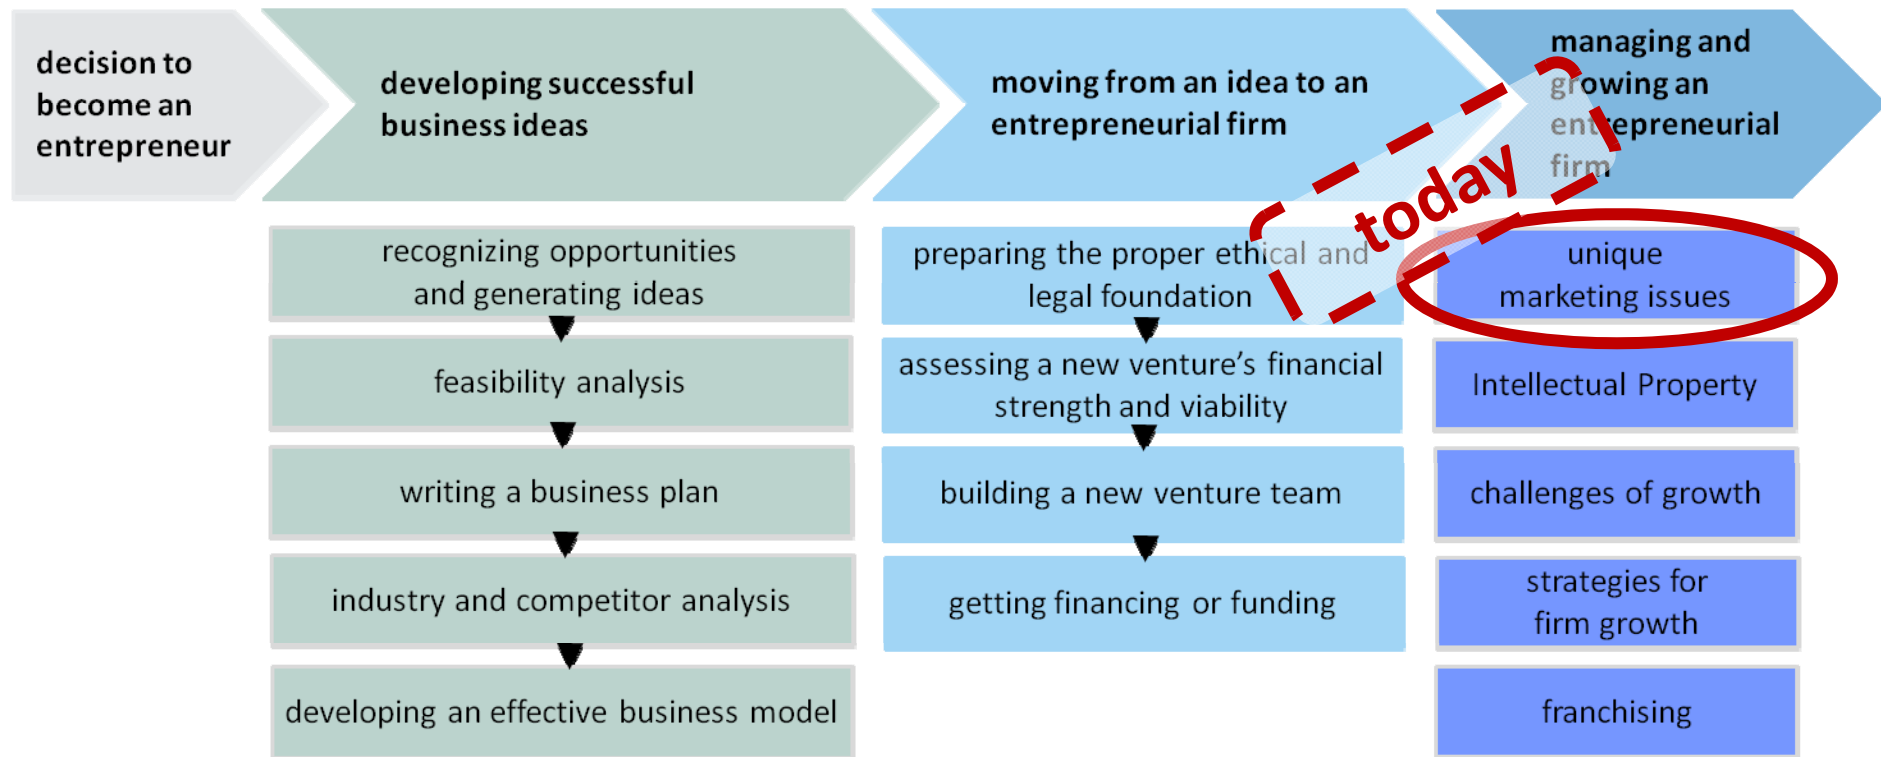 decision to
become an
entrepreneur
developing successful
business ideas
moving from an idea to an
entrepreneurial firm
managing and
growing an
entrepreneurial
firm
today
recognizing opportunities
and generating ideas
feasibility analysis
writing a business plan
industry and competitor analysis
developing an effective business model
preparing the proper ethical and
legal foundation
assessing a new venture’s financial
strength and viability
building a new venture team
getting financing or funding
unique
marketing issues
Intellectual Property
challenges of growth
strategies for
firm growth
franchising